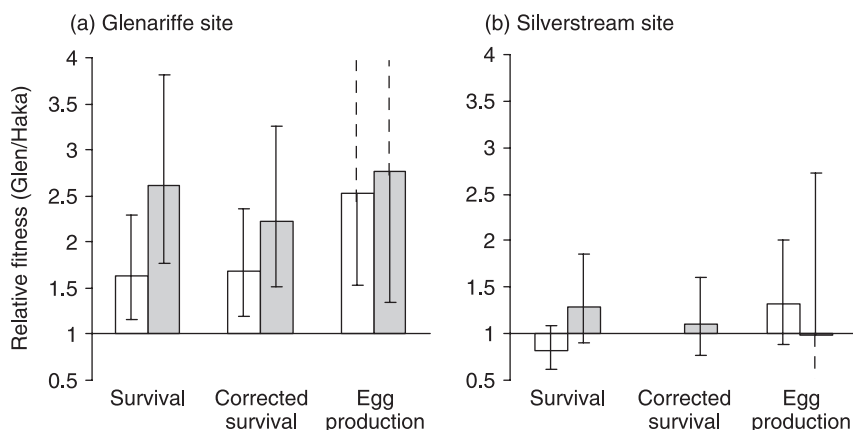 (a) Glenariffe site
Relative fitness (Glen/Haka)
4
3.5
3
2.5
2
1.5
1
0.5
Survival
Corrected survival
Egg production
(b) Silverstream site
4
3.5
3
2.5
2
1.5
1
0.5
Survival
Corrected survival
Egg production